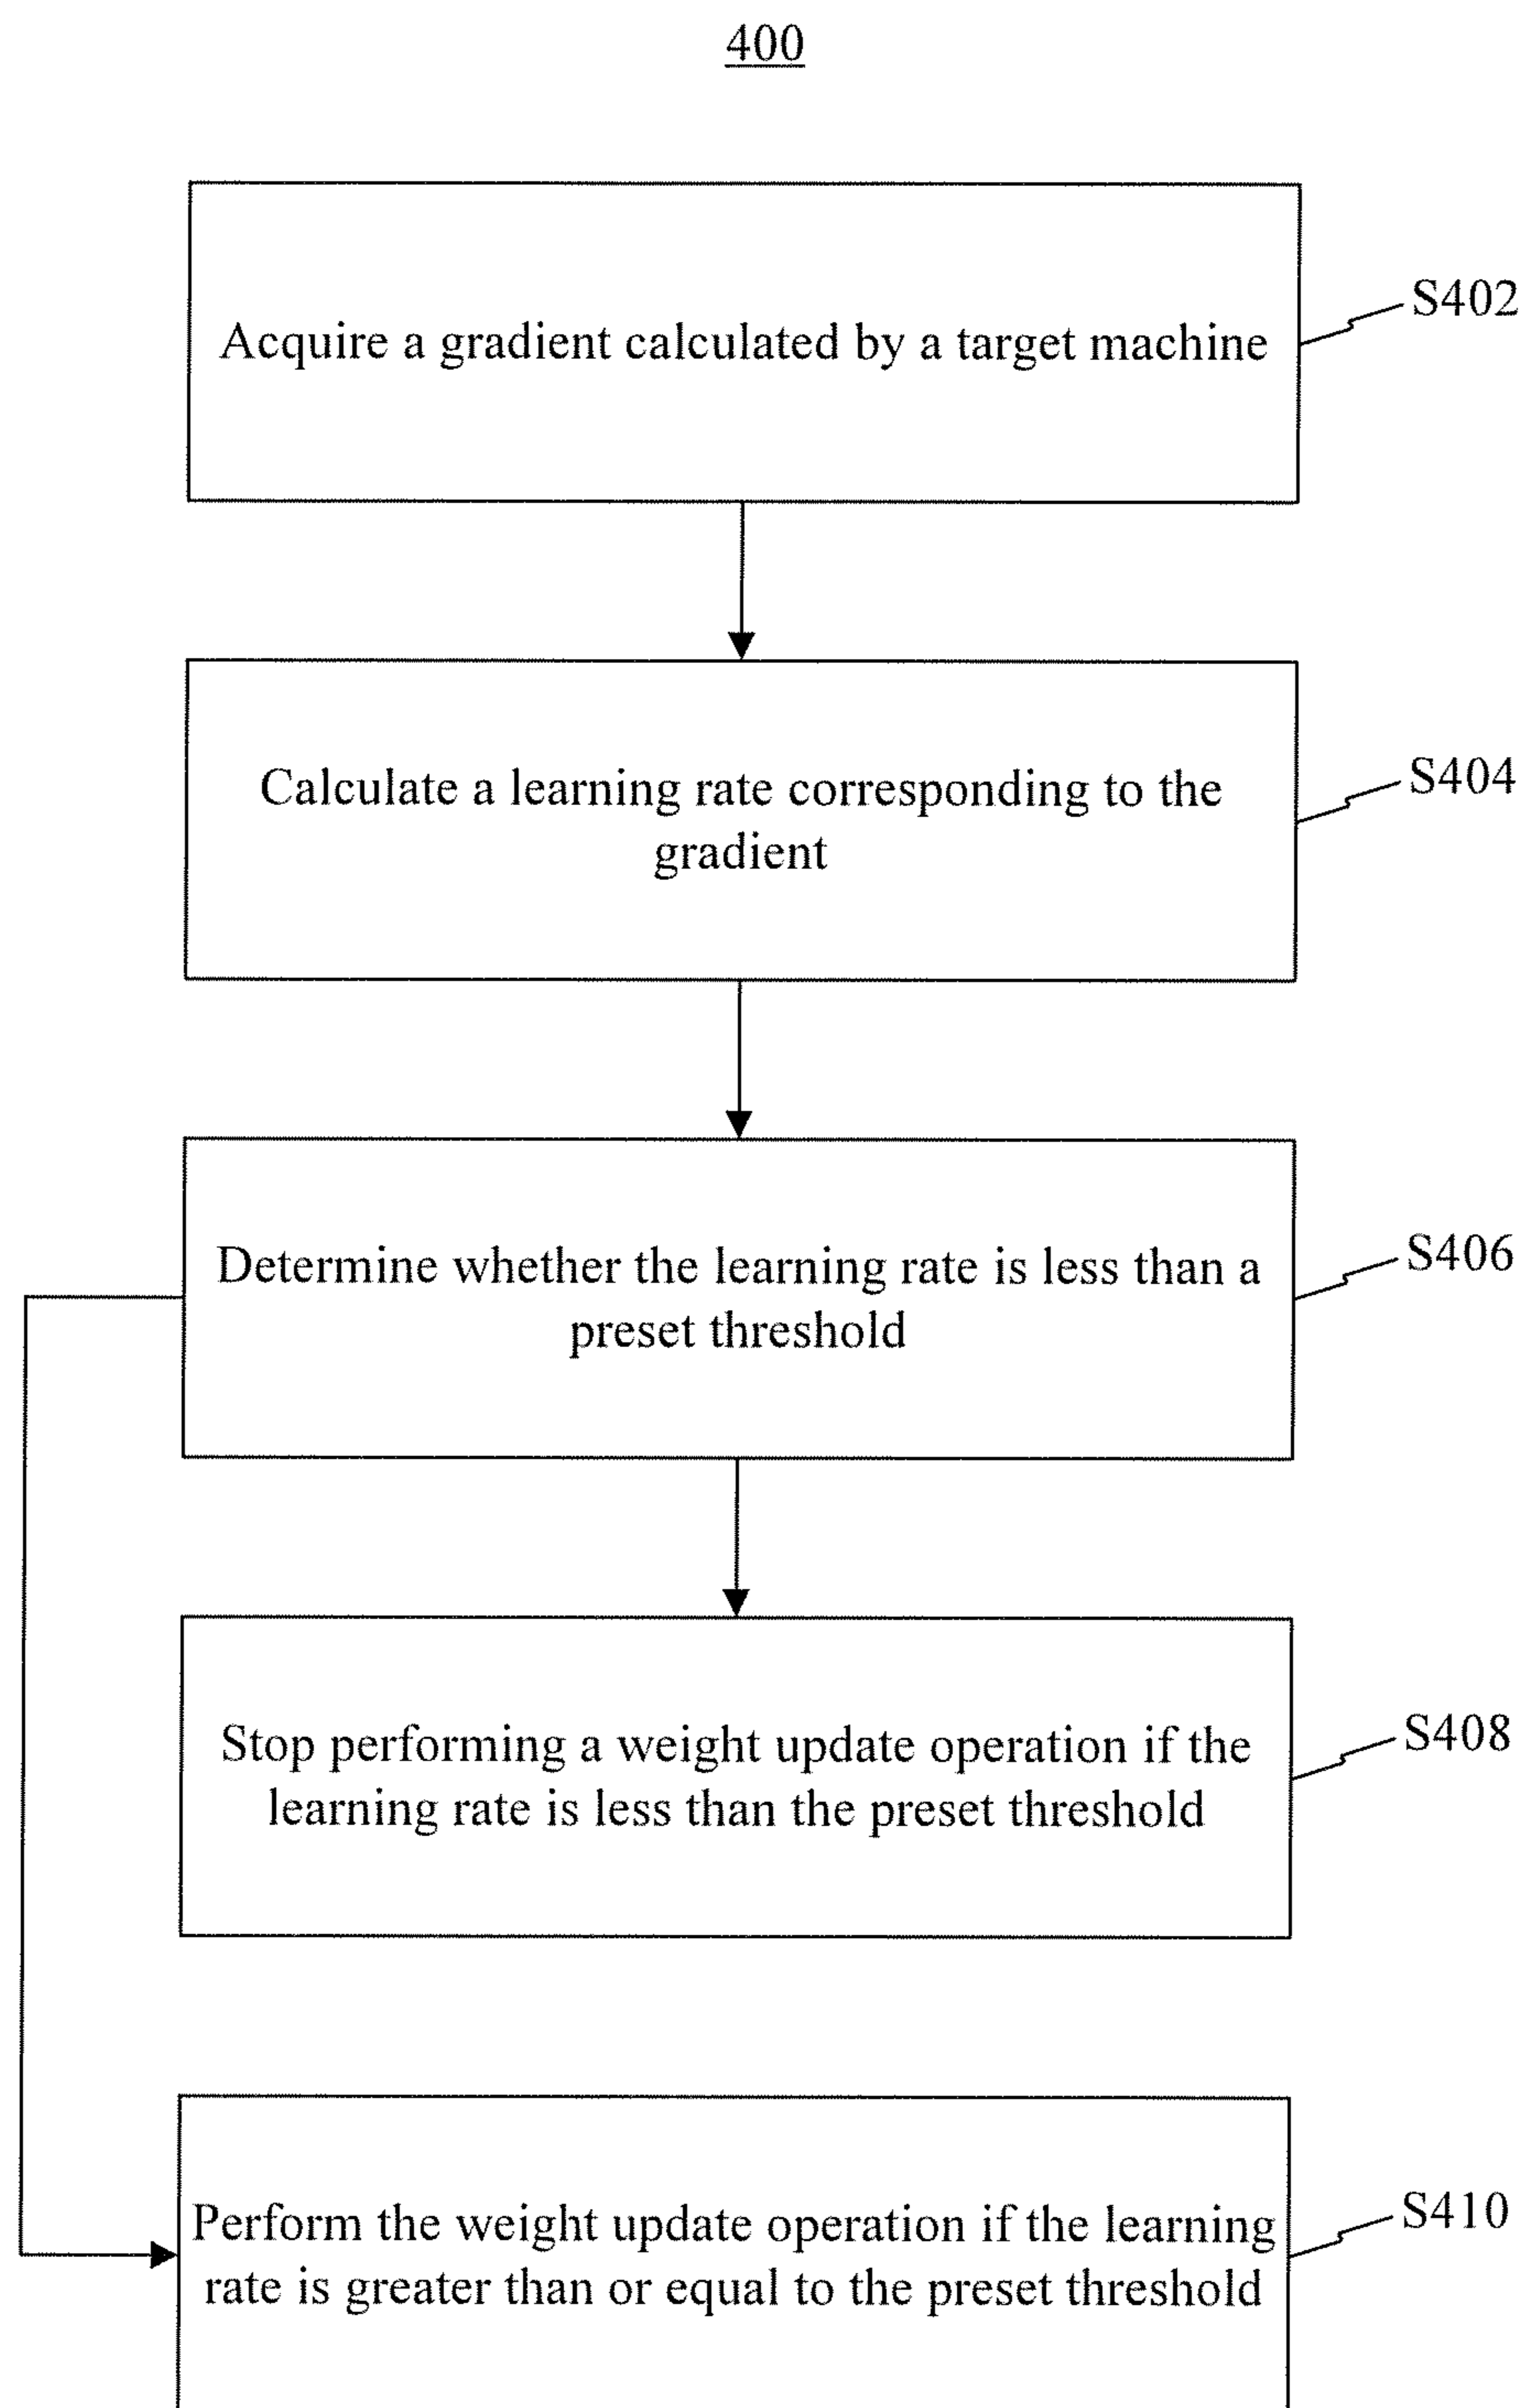 400
Acquire a gradient calculated by a target machine
S402
Calculate a learning rate corresponding to the
gradient
S404
Determine whether the learning rate is less than a
preset threshold
S406
Stop performing a weight update operation if the
learning rate is less than the preset threshold
S408
Perform the weight update operation if the learning
rate is greater than or equal to the preset threshold
S410